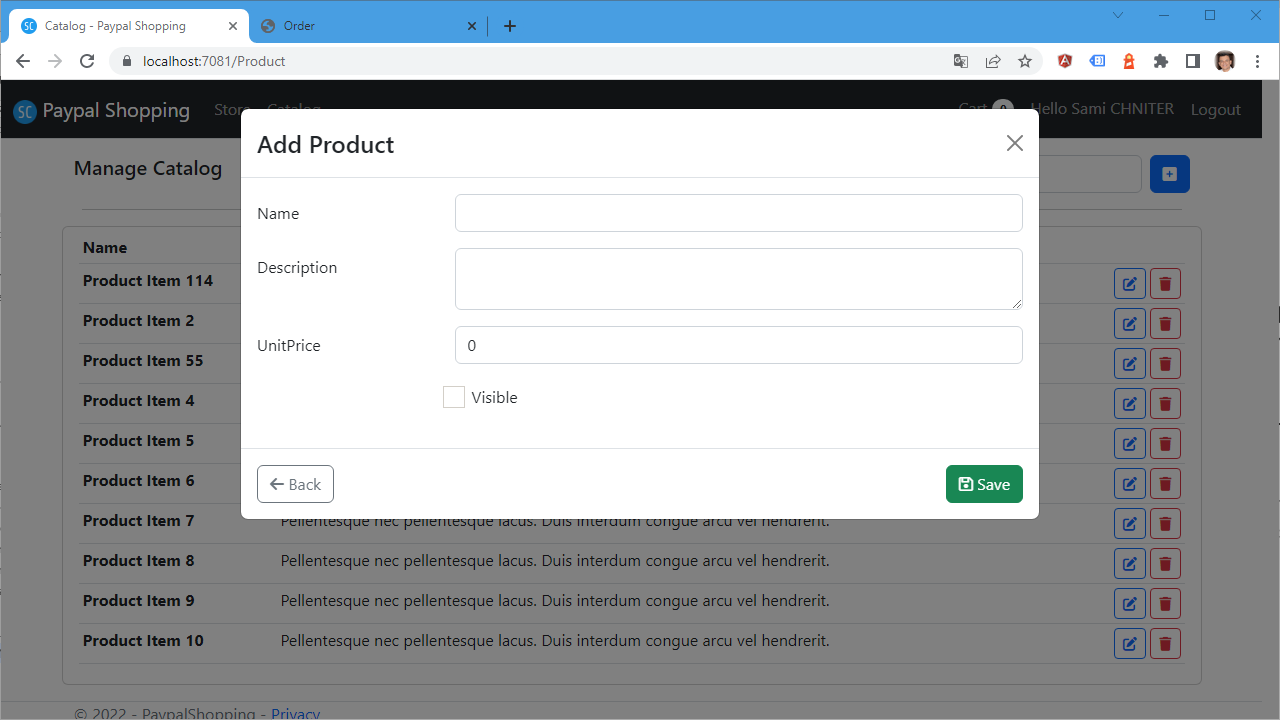 SC Catalog - Paypal Shopping
Order
localhost:7081/Product
SC Paypal Shopping Store Catalog Cart 0 Hello Sami CHNITER Logout
Manage Catalog
Add Product
Name
Description
UnitPrice 0
Visible
Back Save
Name
Product Item 114
Product Item 2
Product Item 55
Product Item 4
Product Item 5
Product Item 6
Product Item 7 Pellentesque nec pellentesque lacus. Duis interdum congue arcu vel hendrerit.
Product Item 8 Pellentesque nec pellentesque lacus. Duis interdum congue arcu vel hendrerit.
Product Item 9 Pellentesque nec pellentesque lacus. Duis interdum congue arcu vel hendrerit.
Product Item 10 Pellentesque nec pellentesque lacus. Duis interdum congue arcu vel hendrerit.
© 2022 - PaypalShopping - Privacy